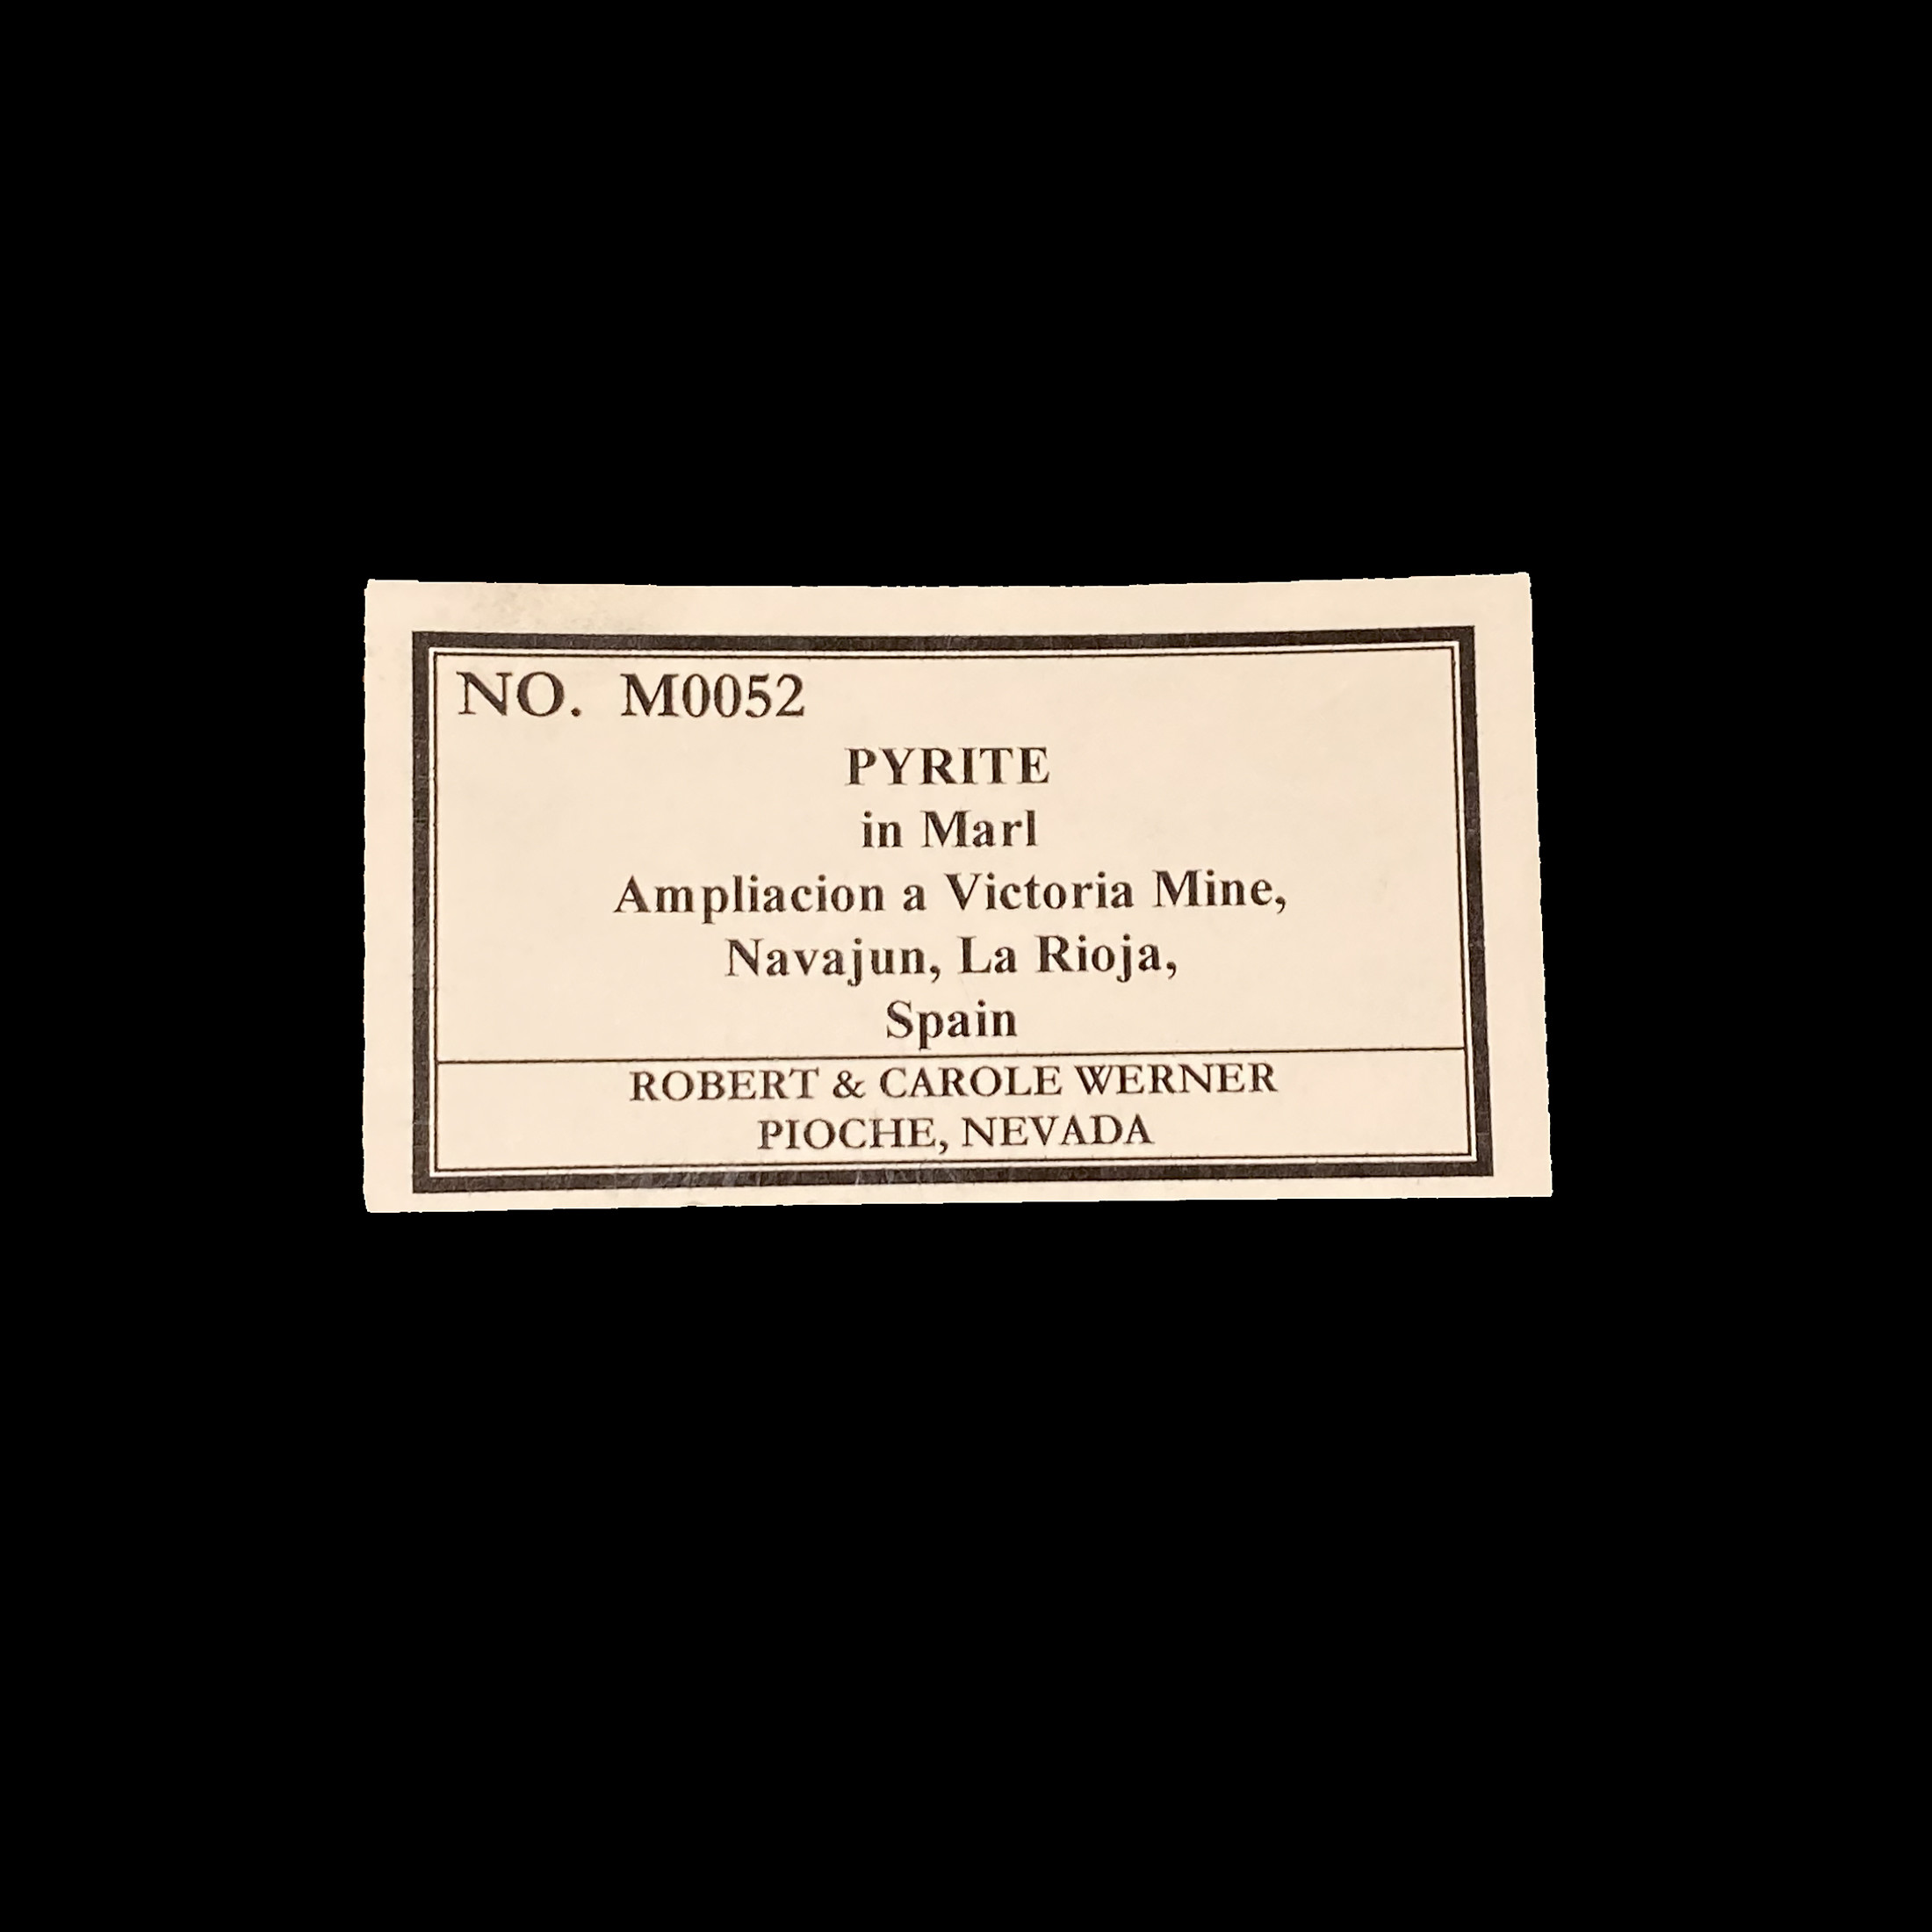 NO. M0052
PYRITE
in Marl
Ampliacion a Victoria Mine,
Navajun, La Rioja,
Spain
ROBERT & CAROLE WERNER
PIOCHE, NEVADA